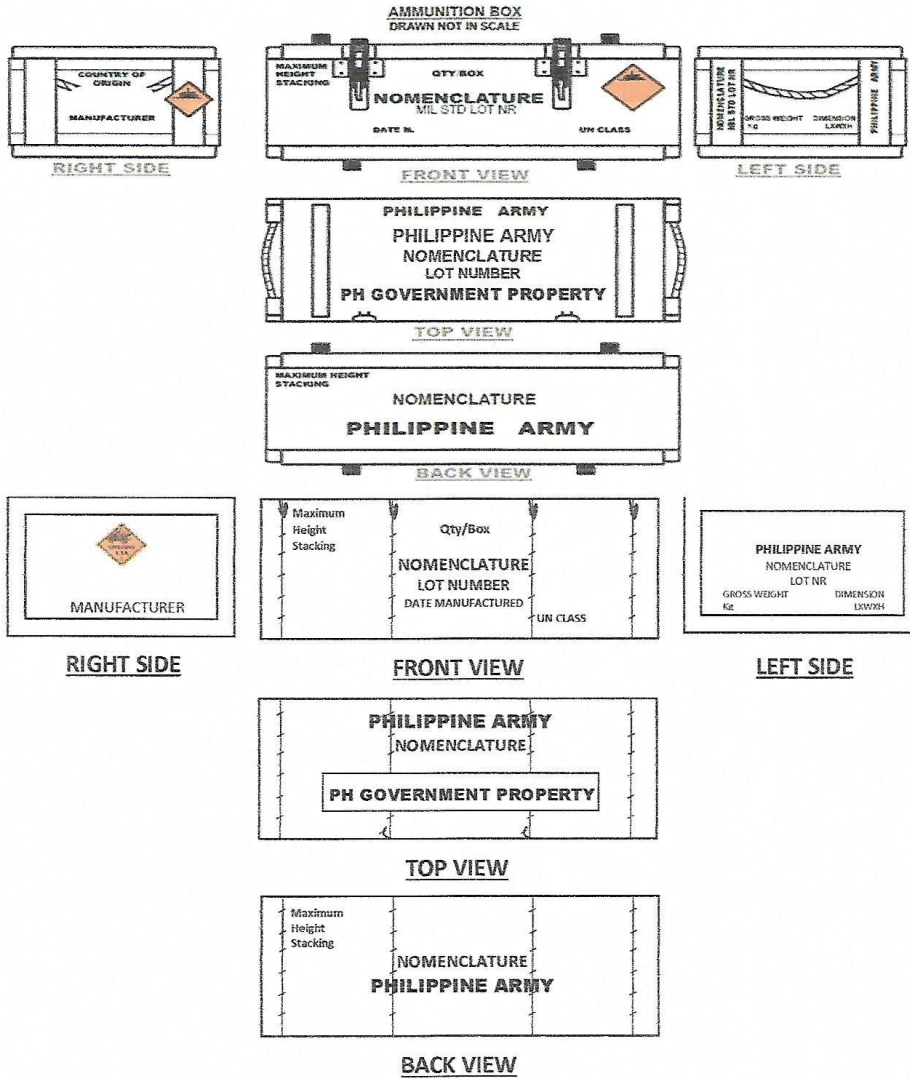 AMMUNITION BOX
DRAWN NOT IN SCALE
COUNTRY OF
ORIGIN
MANUFACTURER
RIGHT SIDE
MAXIMUM
HEIGHT
STACKING
QTY/BOX
NOMENCLATURE
MIL STD LOT NR
DATE M.
UN CLASS
FRONT VIEW
NOMENCLATURE
MIL STD LOT NR
GROSS WEIGHT
Kg
DIMENSION
LXWXH
PHILIPPINE ARMY
LEFT SIDE
PHILIPPINE ARMY
PHILIPPINE ARMY
NOMENCLATURE
LOT NUMBER
PH GOVERNMENT PROPERTY
TOP VIEW
MAXIMUM HEIGHT
STACKING
NOMENCLATURE
PHILIPPINE ARMY
BACK VIEW
MANUFACTURER
RIGHT SIDE
Maximum
Height
Stacking
Qty/Box
NOMENCLATURE
LOT NUMBER
DATE MANUFACTURED
UN CLASS
FRONT VIEW
PHILIPPINE ARMY
NOMENCLATURE
LOT NR
GROSS WEIGHT
Kg
DIMENSION
LXWXH
LEFT SIDE
PHILIPPINE ARMY
NOMENCLATURE
PH GOVERNMENT PROPERTY
TOP VIEW
Maximum
Height
Stacking
NOMENCLATURE
PHILIPPINE ARMY
BACK VIEW